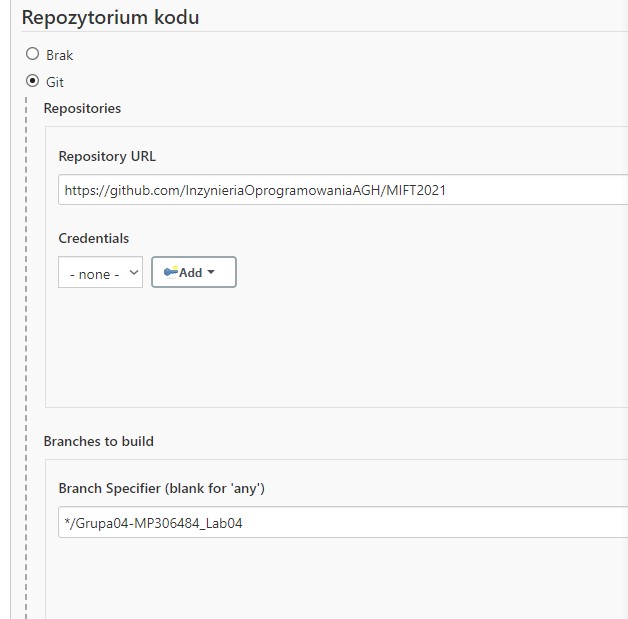 Repozytorium kodu
Brak
Git
Repositories
Repository URL
https://github.com/InzynieriaOprogramowaniaAGH/MIFT2021
Credentials
- none -
Add
Branches to build
Branch Specifier (blank for 'any')
*/Grupa04-MP306484_Lab04